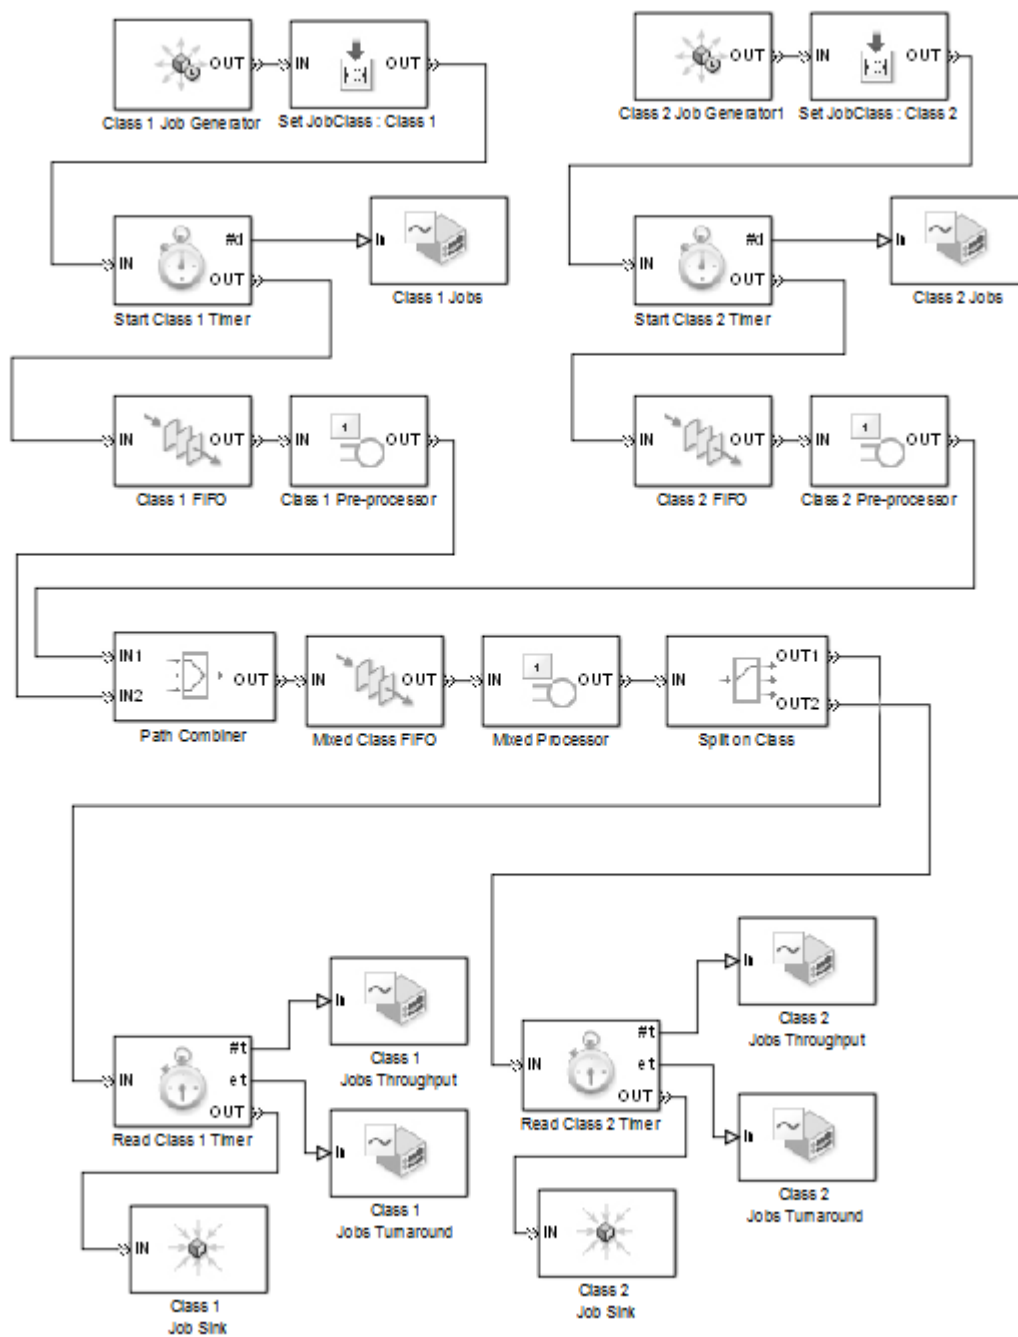 OUT
IN
OUT
Class 1 Job Generator
Set JobClass : Class 1
OUT
IN
OUT
Class 2 Job Generator1
Set JobClass : Class 2
#d
IN
OUT
In
Start Class 1 Timer
Class 1 Jobs
#d
IN
OUT
In
Start Class 2 Timer
Class 2 Jobs
IN
OUT
IN
1
OUT
Class 1 FIFO
Class 1 Pre-processor
IN
OUT
IN
1
OUT
Class 2 FIFO
Class 2 Pre-processor
IN1
IN2
OUT
Path Combiner
IN
OUT
Mixed Class FIFO
IN
1
OUT
Mixed Processor
IN
OUT1
OUT2
Split on Class
In
Class 1
Jobs Throughput
IN
#t
et
OUT
Read Class 1 Timer
In
Class 1
Jobs Turnaround
IN
Class 1
Job Sink
In
Class 2
Jobs Throughput
IN
#t
et
OUT
Read Class 2 Timer
In
Class 2
Jobs Turnaround
IN
Class 2
Job Sink